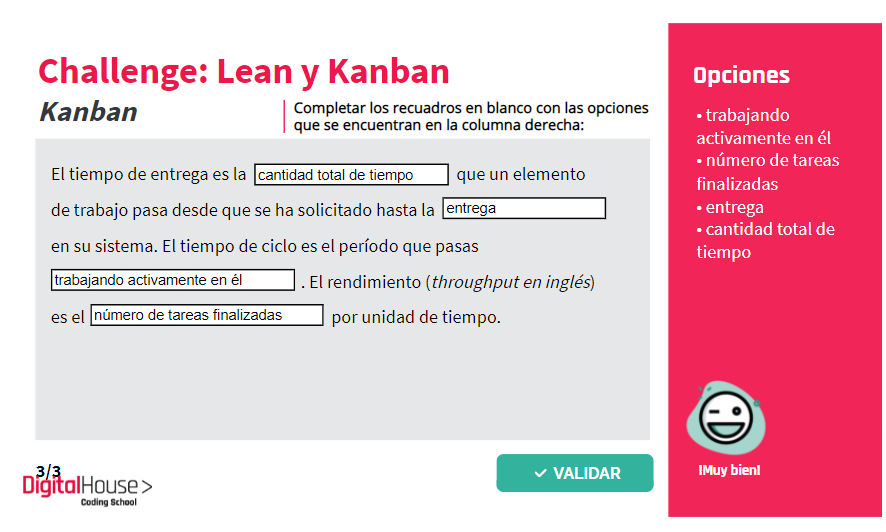 Challenge: Lean y Kanban
Kanban
Completar los recuadros en blanco con las opciones
que se encuentran en la columna derecha:
El tiempo de entrega es la cantidad total de tiempo que un elemento
de trabajo pasa desde que se ha solicitado hasta la entrega
en su sistema. El tiempo de ciclo es el período que pasas
trabajando activamente en él . El rendimiento (throughput en inglés)
es el número de tareas finalizadas por unidad de tiempo.
Opciones
• trabajando
activamente en él
• número de tareas
finalizadas
• entrega
• cantidad total de
tiempo
¡Muy bien!
3/3
DigitalHouse>
Coding School
VALIDAR